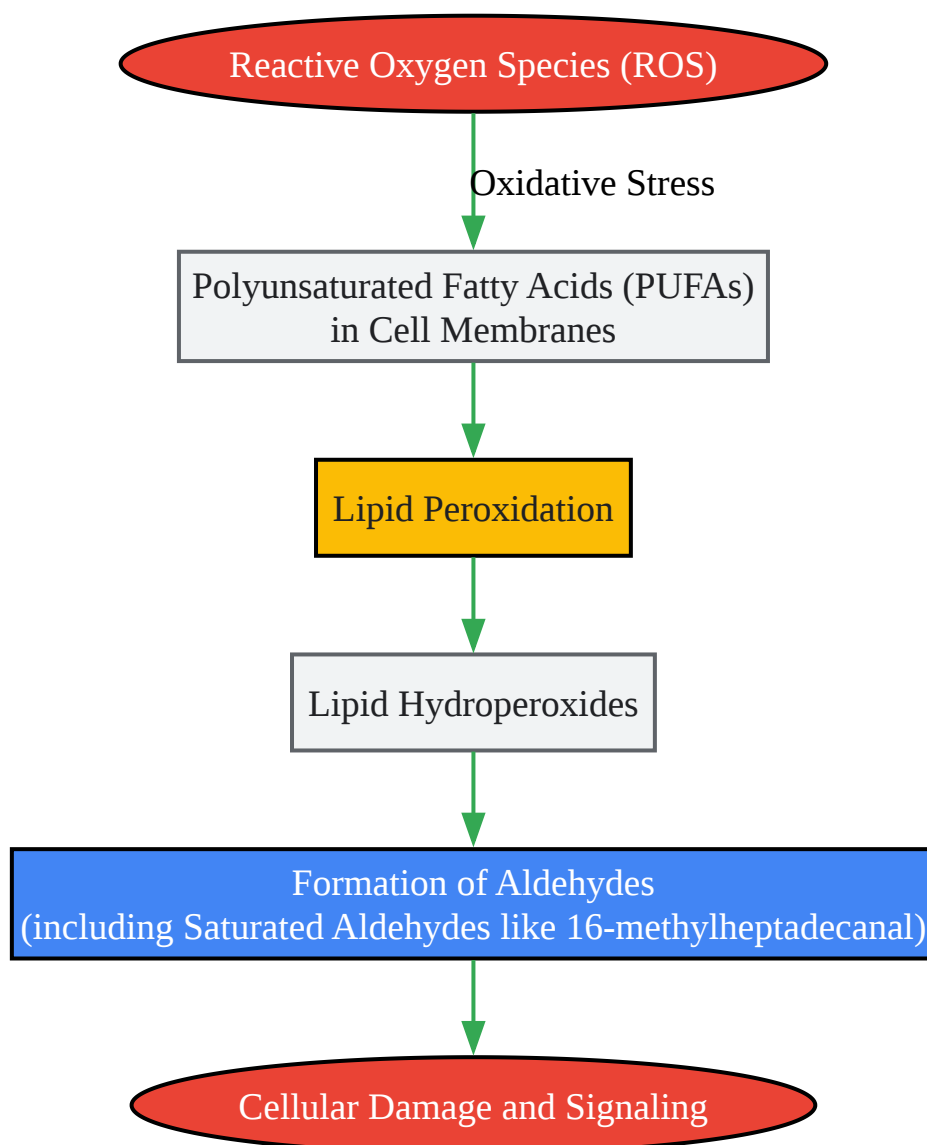 Reactive Oxygen Species (ROS)
Oxidative Stress
Polyunsaturated Fatty Acids (PUFAs)
in Cell Membranes
Lipid Peroxidation
Lipid Hydroperoxides
Formation of Aldehydes
(including Saturated Aldehydes like 16-methylheptadecanal)
Cellular Damage and Signaling